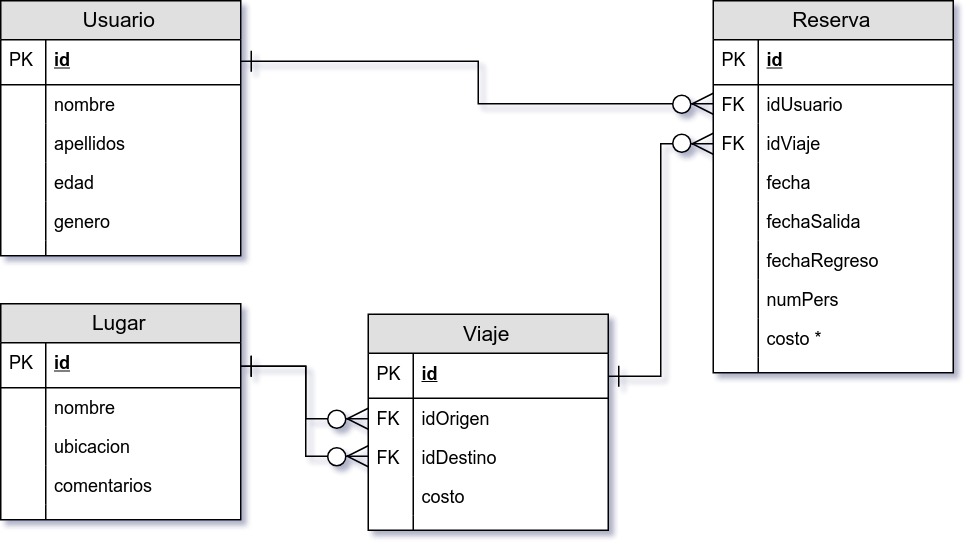 Usuario
PK id
nombre
apellidos
edad
genero
Reserva
PK id
FK idUsuario
FK idViaje
fecha
fechaSalida
fechaRegreso
numPers
costo *
Lugar
PK id
nombre
ubicacion
comentarios
Viaje
PK id
FK idOrigen
FK idDestino
costo